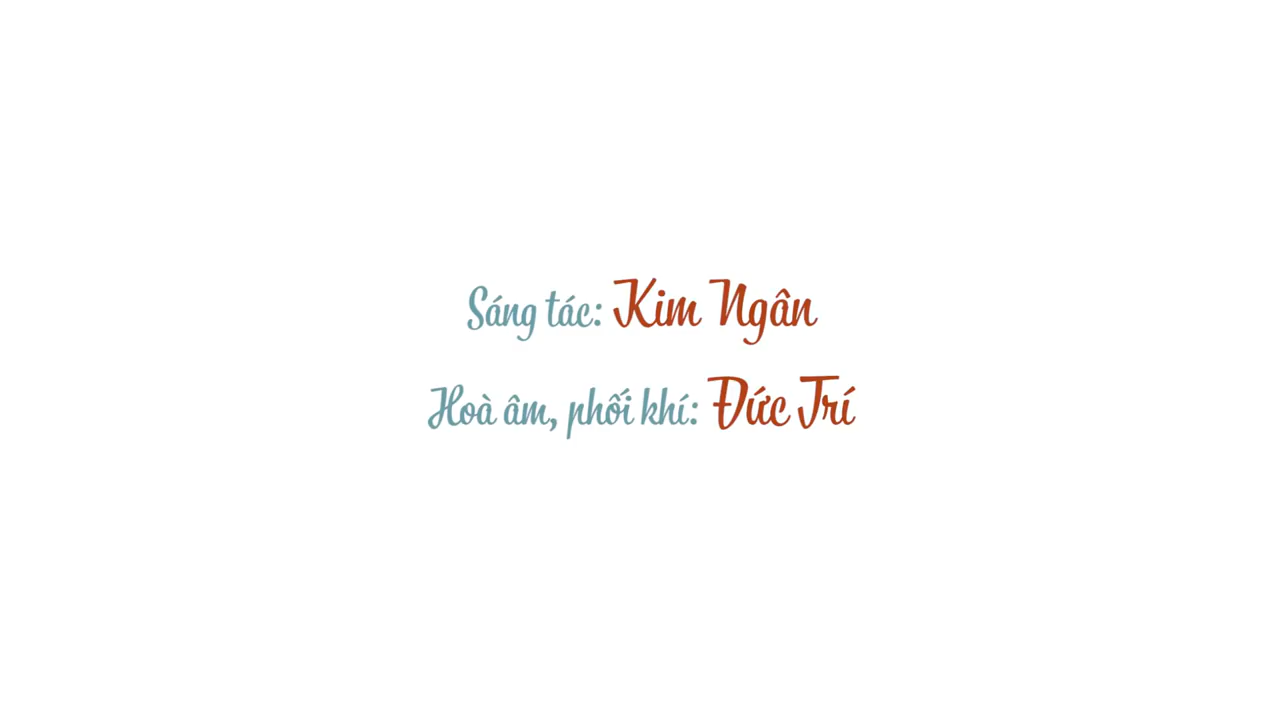 Sáng tác: Kim Ngân
Hoà âm, phối khí: Đức Trí